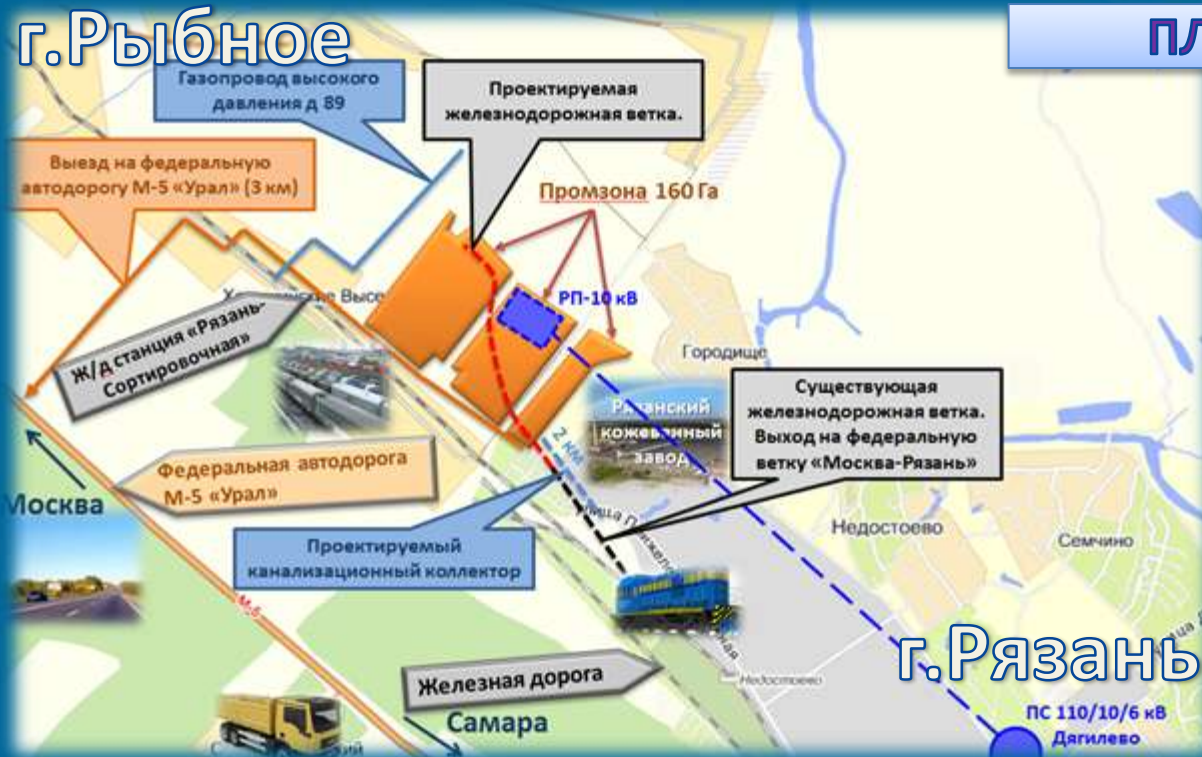 г.Рыбное
Газопровод высокого
давления д 89
Проектируемая
железнодорожная ветка.
Выезд на федеральную
автодорогу М-5 «Урал» (3 км)
Промзона 160 Га
РП-10 кВ
Ж/д станция «Рязань-
Сортировочная»
Городище
Рязанский
кожевенный
завод
Существующая
железнодорожная ветка.
Выход на федеральную
ветку «Москва-Рязань»
2 км
Федеральная автодорога
М-5 «Урал»
Москва
Недостоево
Семчино
Проектируемый
канализационный коллектор
г.Рязань
Железная дорога
Недостоево
Самара
ПС 110/10/6 кВ
Дягилево